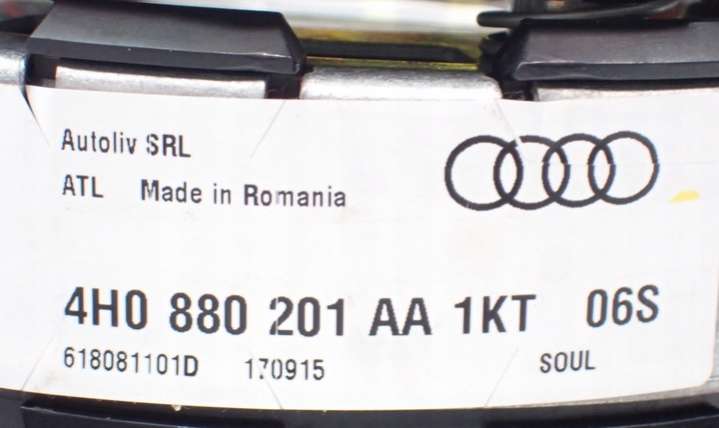 Autoliv SRL
ATL Made in Romania
4H0 880 201 AA 1KT 06S
618081101D 170915 SOUL